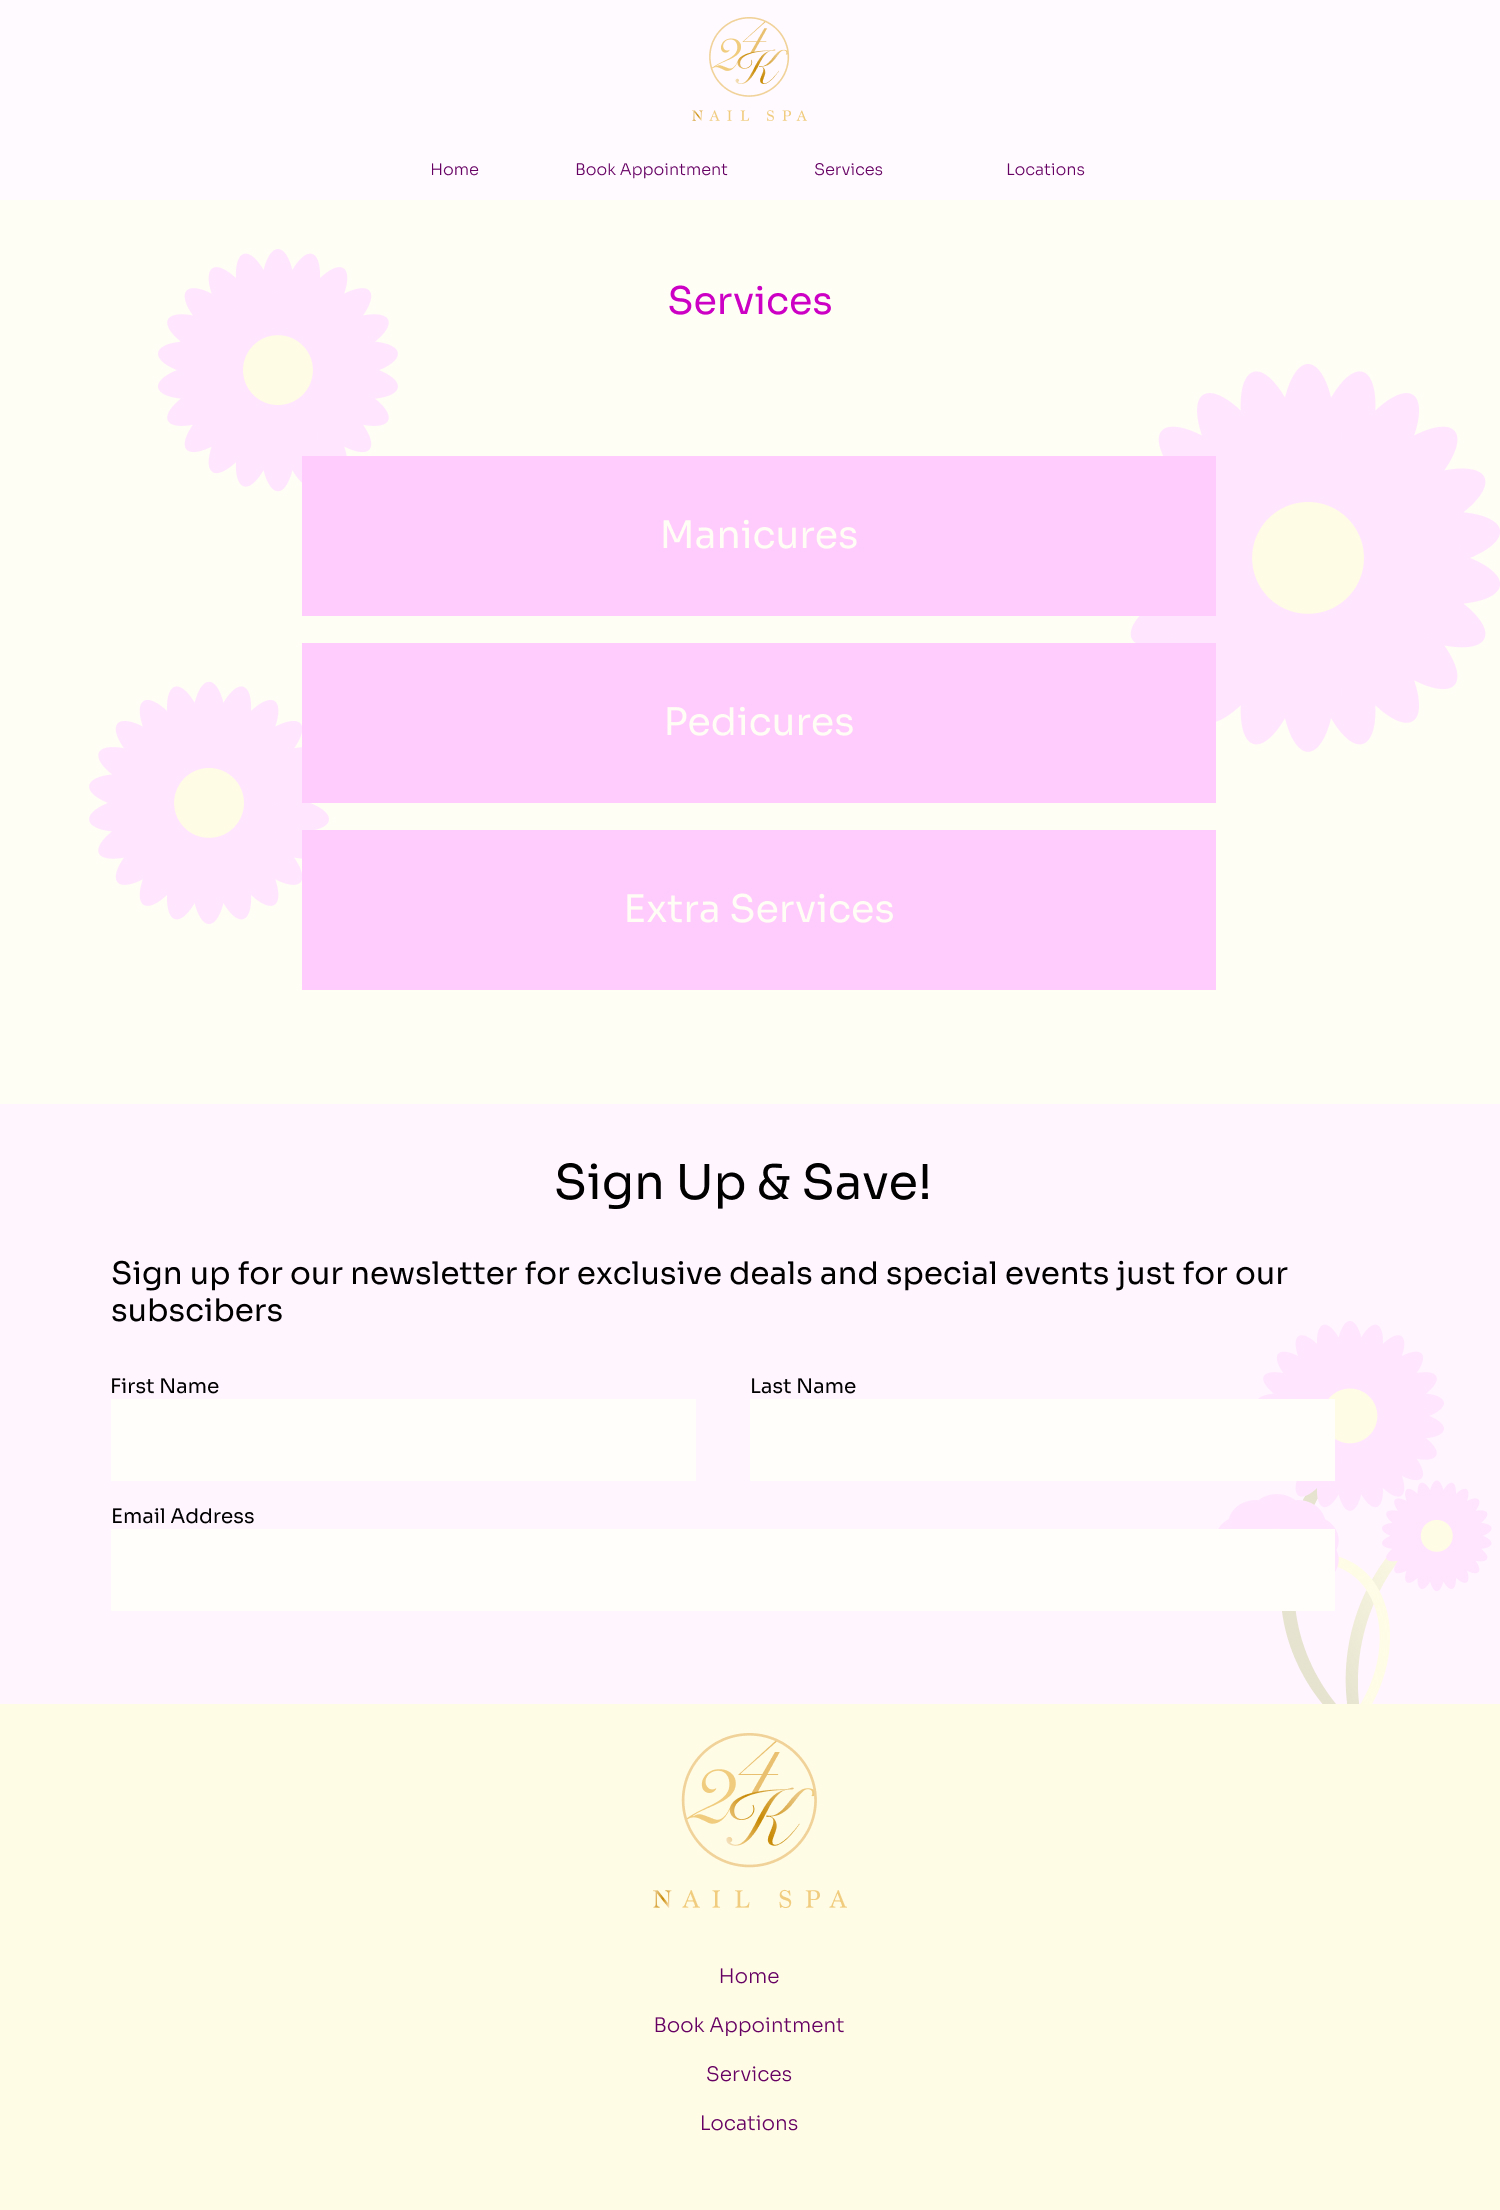 24K
NAIL SPA
Home Book Appointment Services Locations
Services
Manicures
Pedicures
Extra Services
Sign Up & Save!
Sign up for our newsletter for exclusive deals and special events just for our
subscibers
First Name Last Name
Email Address
24K
NAIL SPA
Home
Book Appointment
Services
Locations